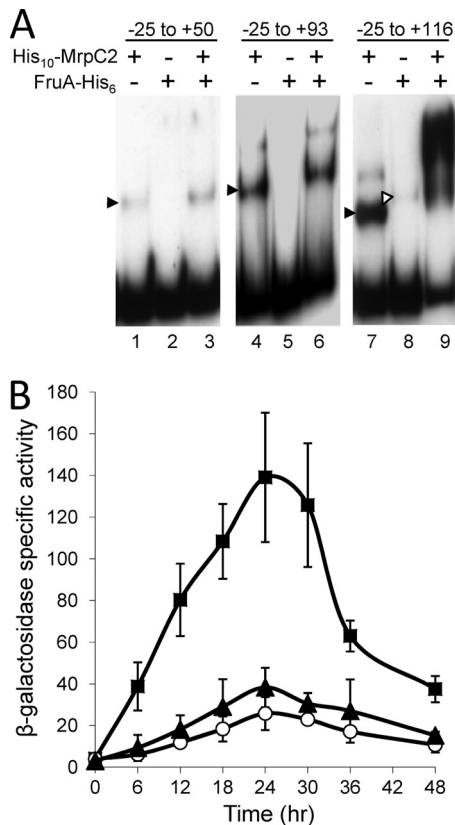 A
-25 to +50 -25 to +93 -25 to +116
His10-MrpC2 + - + + - + + - +
FruA-His6 - + + - + + - + +
1 2 3 4 5 6 7 8 9
B
β-galactosidase specific activity
180
160
140
120
100
80
60
40
20
0
0 6 12 18 24 30 36 42 48
Time (hr)